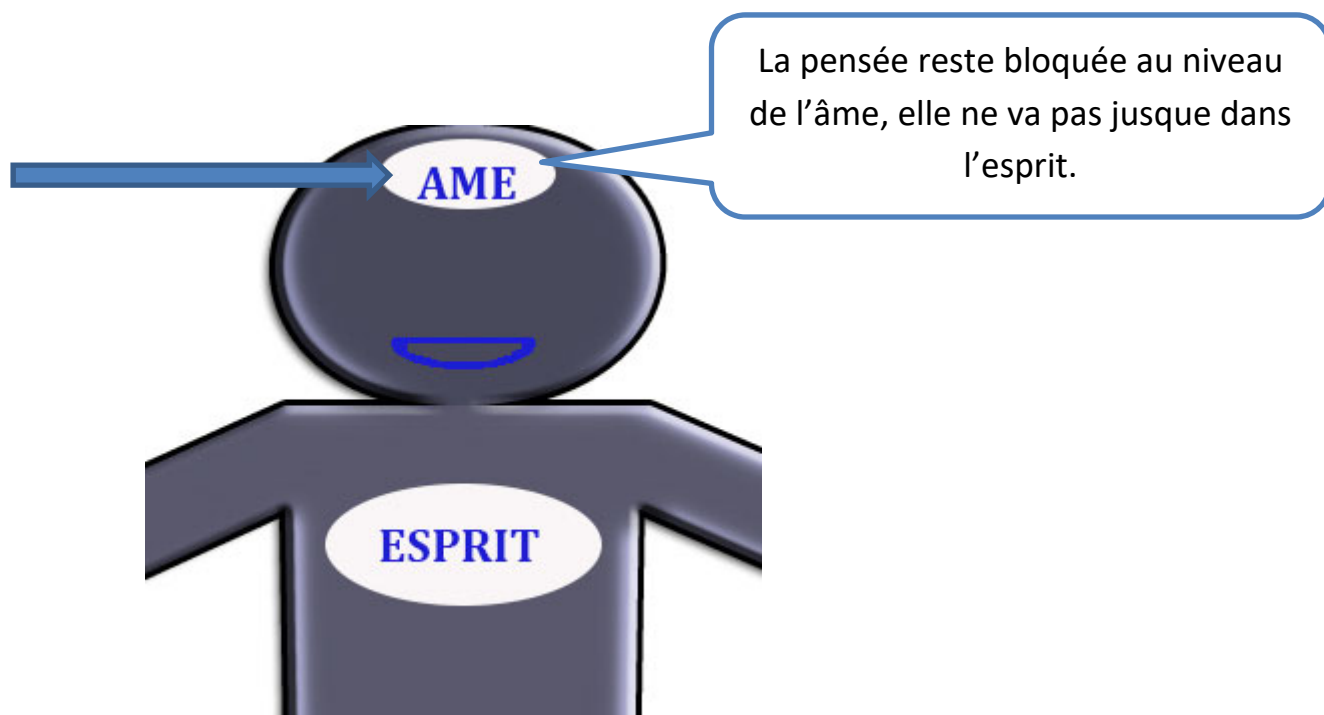 La pensée reste bloquée au niveau
de l’âme, elle ne va pas jusque dans
l’esprit.
AME
ESPRIT